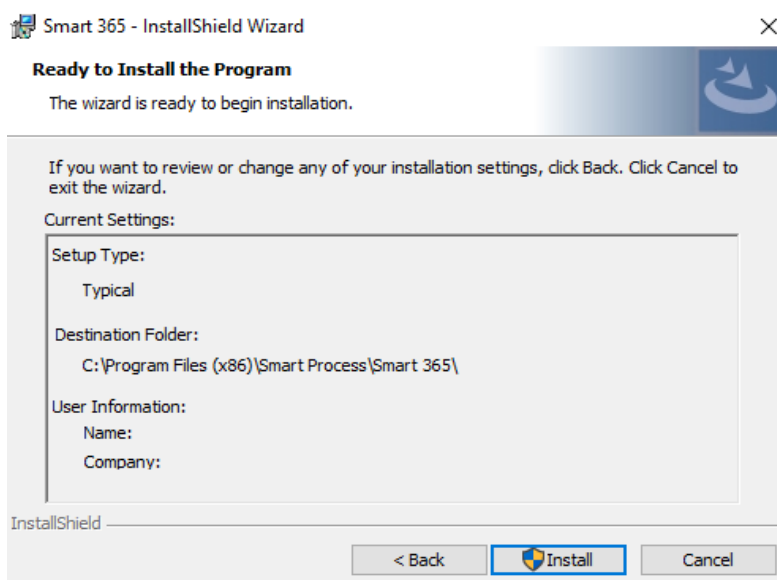 Smart 365 - InstallShield Wizard
Ready to Install the Program
The wizard is ready to begin installation.
If you want to review or change any of your installation settings, click Back. Click Cancel to
exit the wizard.
Current Settings:
Setup Type:
Typical
Destination Folder:
C:\Program Files (x86)\Smart Process\Smart 365\
User Information:
Name:
Company:
InstallShield
< Back
Install
Cancel